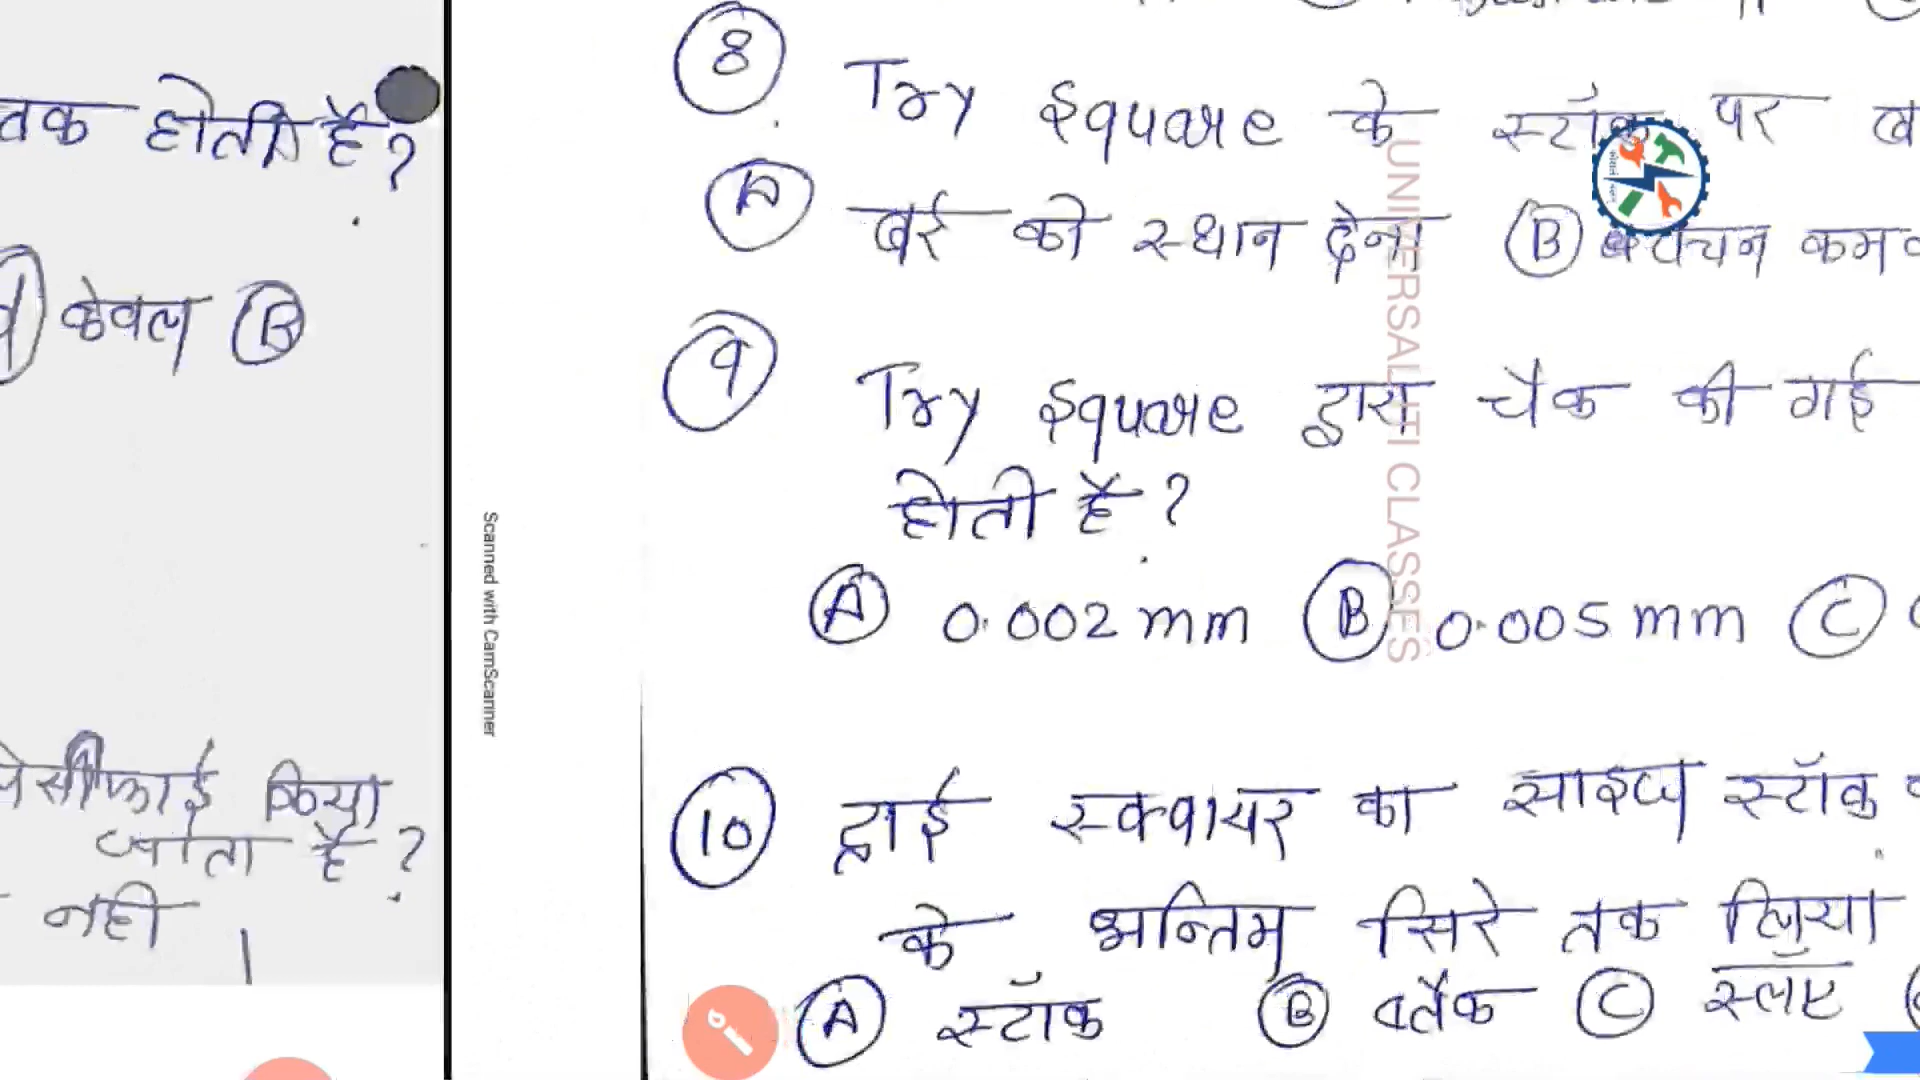 तक होती है?
केवल (B)
किया
जाता है?
नही
Scanned with CamScanner
(8) Try Square के स्टॉक पर
(A) बर्र को स्थान देना (B) कम
(9) Try Square द्वारा चैक की गई
होती है?
(A) 0.002 mm (B) 0.005 mm (C)
(10) ट्राई स्क्वायर का साइज स्टॉक
के अन्तिम सिरे तक लिया
(A) स्टॉक (B) ब्लैक (C)
UNIVERSAL ITI CLASSES